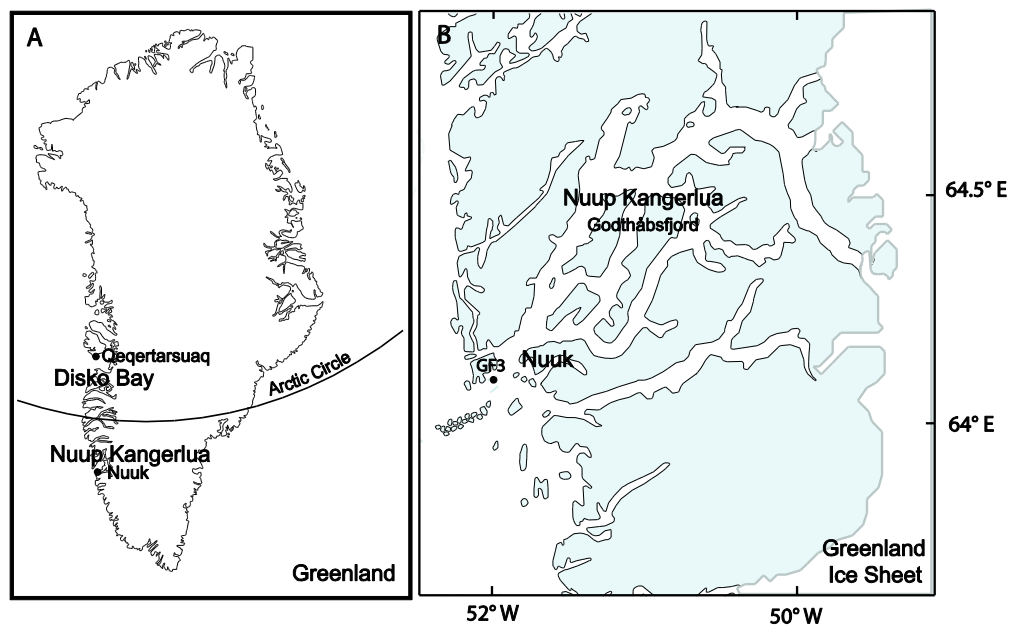 A
Qeqertarsuaq
Disko Bay
Arctic Circle
Nuup Kangerlua
Nuuk
Greenland
B
Nuup Kangerlua
Godthåbsfjord
GF3
Nuuk
64.5° E
64° E
Greenland
Ice Sheet
52° W
50° W